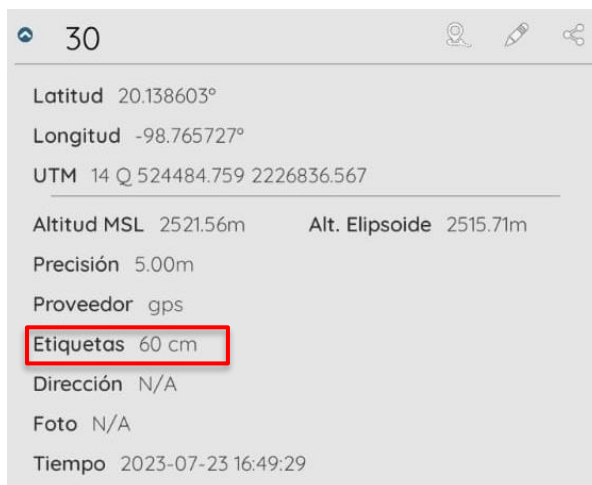 30
Latitud 20.138603°
Longitud -98.765727°
UTM 14 Q 524484.759 2226836.567
Altitud MSL 2521.56m Alt. Elipsoide 2515.71m
Precisión 5.00m
Proveedor gps
Etiquetas 60 cm
Dirección N/A
Foto N/A
Tiempo 2023-07-23 16:49:29